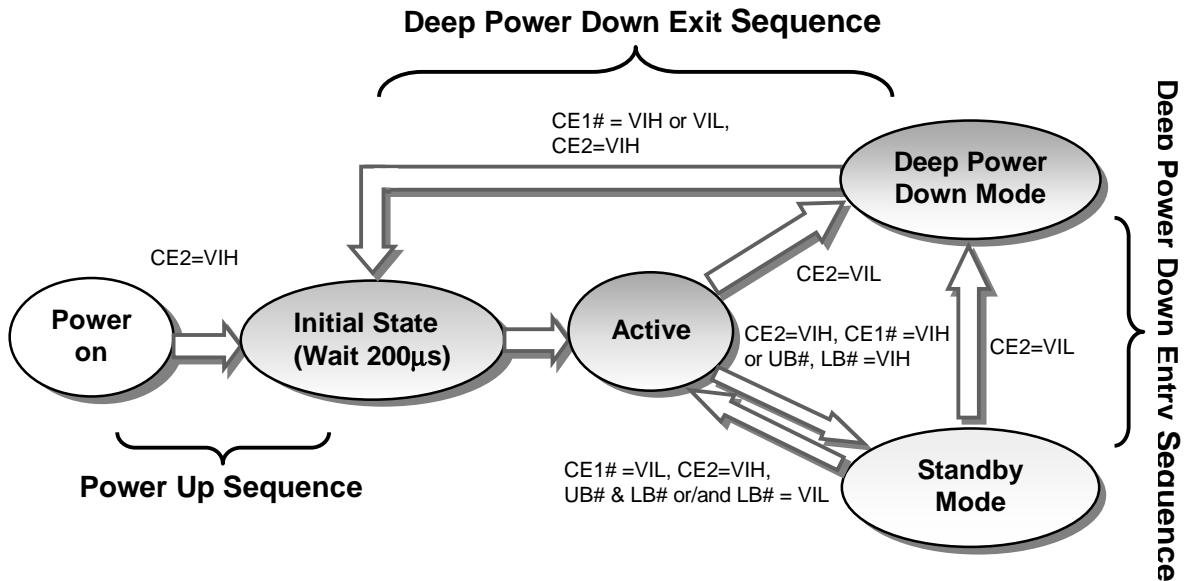 Deep Power Down Exit Sequence
CE1# = VIH or VIL,
CE2=VIH
Deep Power
Down Mode
CE2=VIH
CE2=VIL
Power
on
Initial State
(Wait 200μs)
Active
CE2=VIH, CE1# =VIH
or UB#, LB# =VIH
CE2=VIL
CE1# =VIL, CE2=VIH,
UB# & LB# or/and LB# = VIL
Standby
Mode
Power Up Sequence
Deep Power Down Entry Sequence